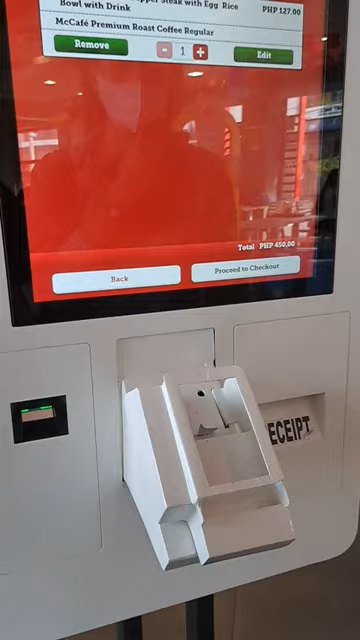 Steak with Egg Rice
PHP 127.00
Bowl with Drink
McCafé Premium Roast Coffee Regular
Remove
- 1 +
Edit
Total PHP 450.00
Back
Proceed to Checkout
ECEIPT